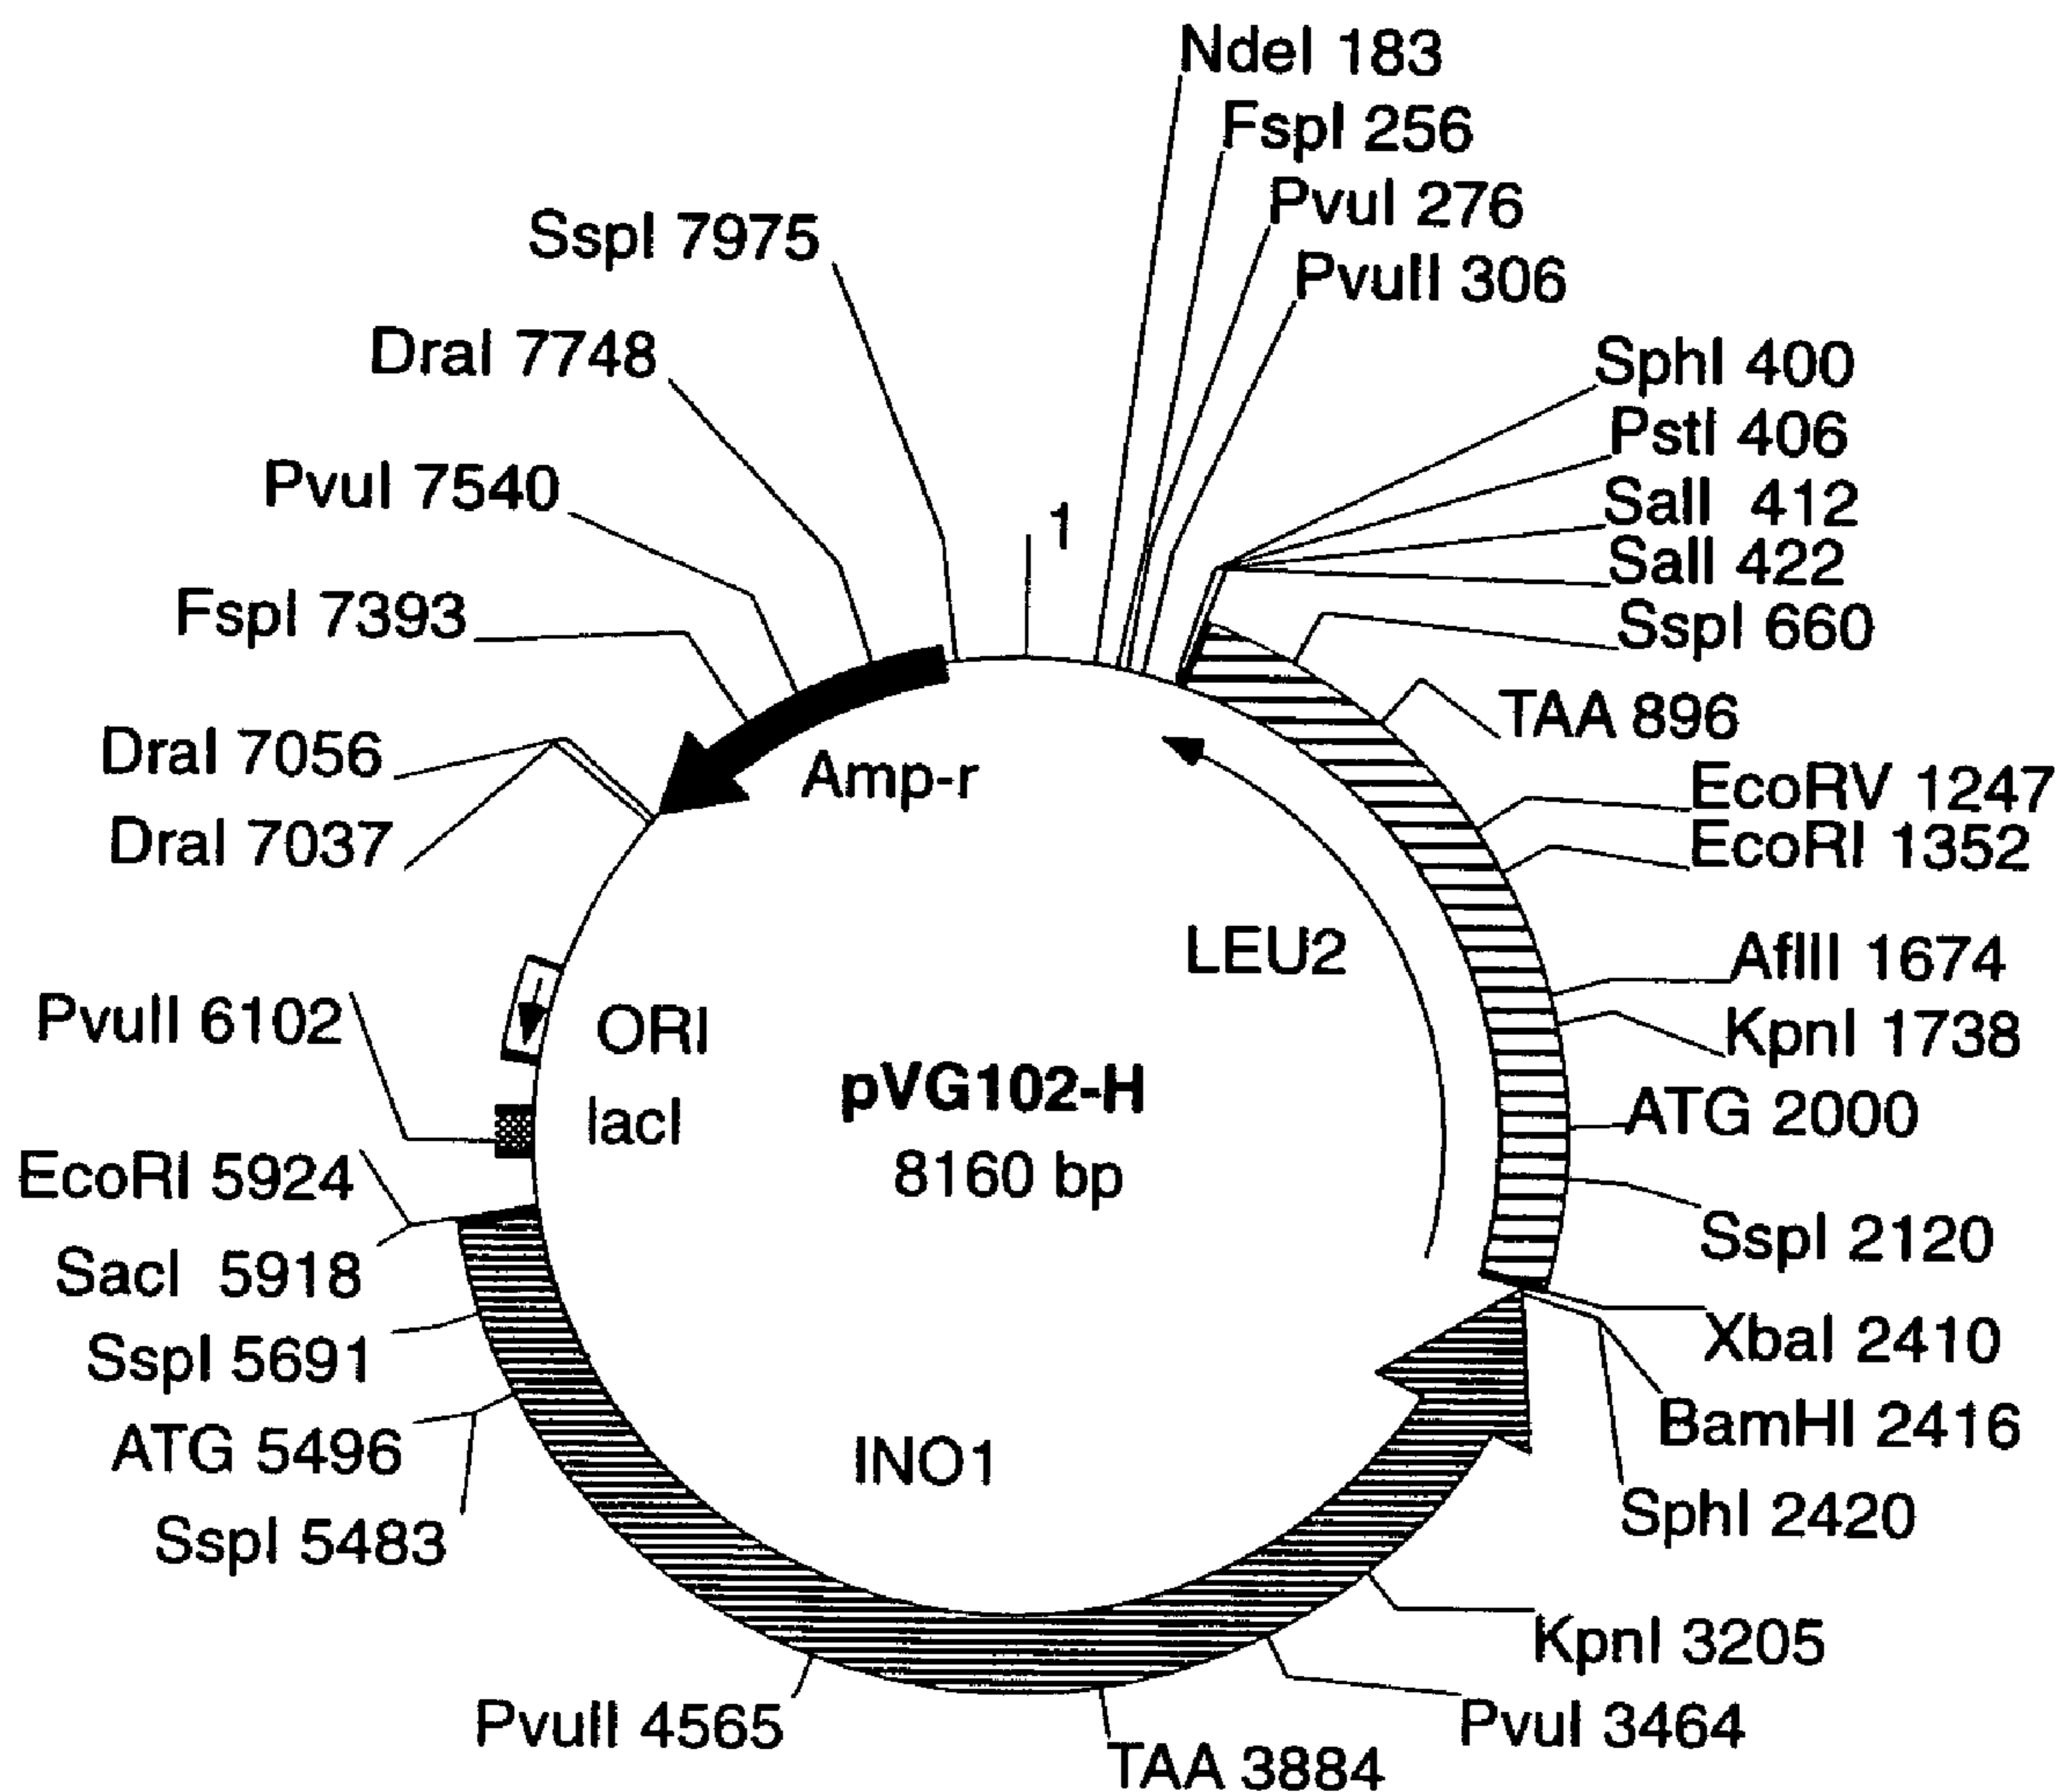 NdeI 183
FspI 256
PvuI 276
PvuII 306
SphI 400
PstI 406
SalI 412
SalI 422
SspI 660
TAA 896
EcoRV 1247
EcoRI 1352
AflII 1674
KpnI 1738
ATG 2000
SspI 2120
XbaI 2410
BamHI 2416
SphI 2420
KpnI 3205
PvuI 3464
TAA 3884
PvuII 4565
SspI 5483
ATG 5496
SspI 5691
SacI 5918
EcoRI 5924
PvuII 6102
DraI 7037
DraI 7056
FspI 7393
PvuI 7540
DraI 7748
SspI 7975
1
Amp-r
LEU2
ORI
lacI
pVG102-H
8160 bp
INO1